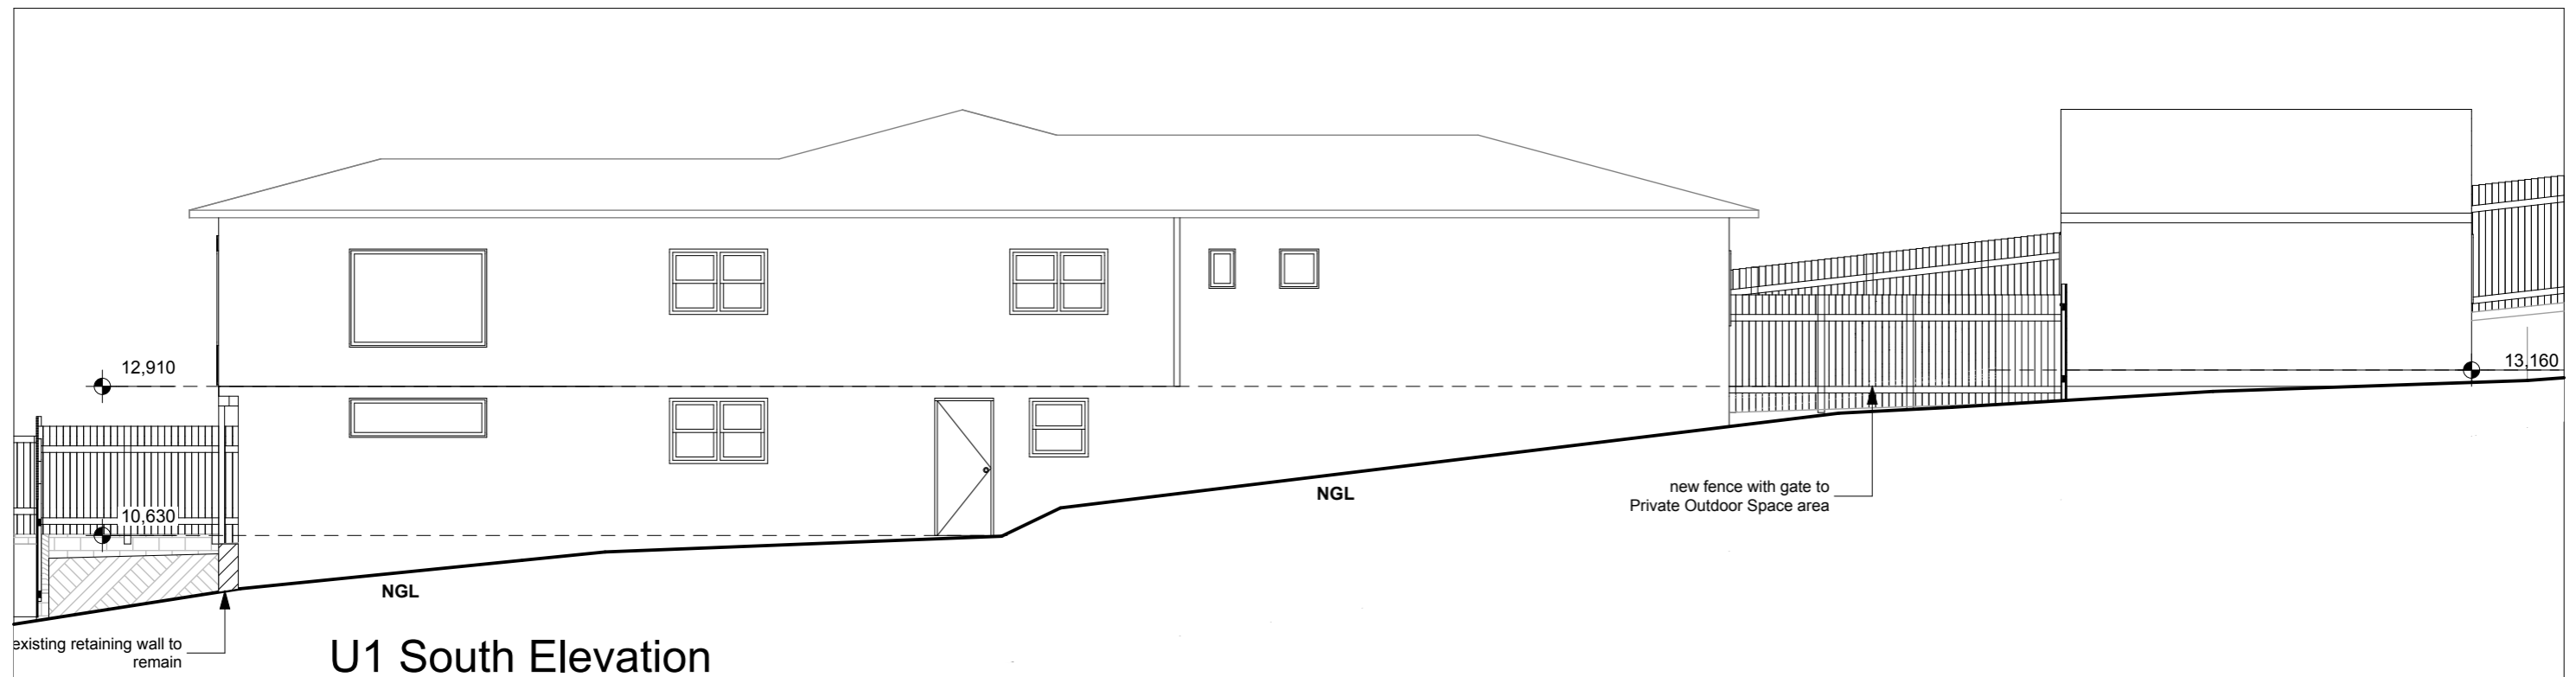 12,910
13,160
10,630
NGL
new fence with gate to
Private Outdoor Space area
NGL
existing retaining wall to
remain
U1 South Elevation